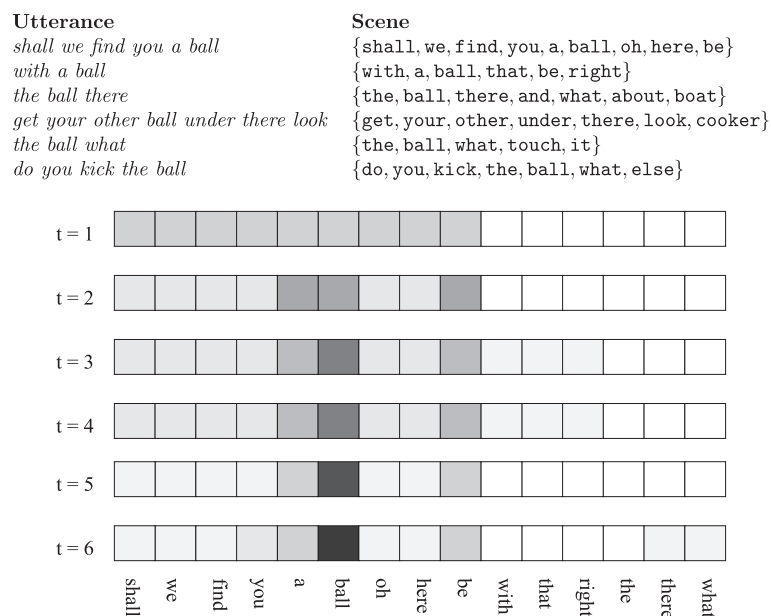 Utterance Scene
shall we find you a ball {shall, we, find, you, a, ball, oh, here, be}
with a ball {with, a, ball, that, be, right}
the ball there {the, ball, there, and, what, about, boat}
get your other ball under there look {get, your, other, under, there, look, cooker}
the ball what {the, ball, what, touch, it}
do you kick the ball {do, you, kick, the, ball, what, else}
t = 1
t = 2
t = 3
t = 4
t = 5
t = 6
shall we find you a ball oh here be with that right the there what